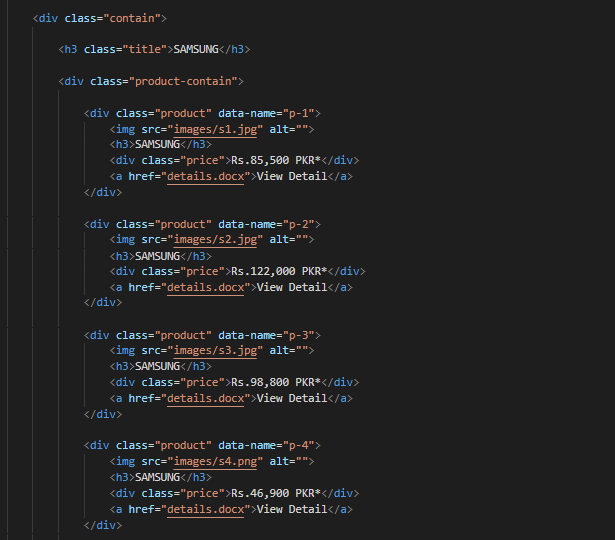 <div class="contain">
<h3 class="title">SAMSUNG</h3>
<div class="product-contain">
<div class="product" data-name="p-1">
<img src="images/s1.jpg" alt="">
<h3>SAMSUNG</h3>
<div class="price">Rs.85,500 PKR*</div>
<a href="details.docx">View Detail</a>
</div>
<div class="product" data-name="p-2">
<img src="images/s2.jpg" alt="">
<h3>SAMSUNG</h3>
<div class="price">Rs.122,000 PKR*</div>
<a href="details.docx">View Detail</a>
</div>
<div class="product" data-name="p-3">
<img src="images/s3.jpg" alt="">
<h3>SAMSUNG</h3>
<div class="price">Rs.98,800 PKR*</div>
<a href="details.docx">View Detail</a>
</div>
<div class="product" data-name="p-4">
<img src="images/s4.png" alt="">
<h3>SAMSUNG</h3>
<div class="price">Rs.46,900 PKR*</div>
<a href="details.docx">View Detail</a>
</div>